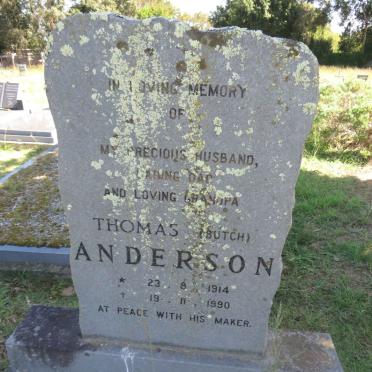 IN LOVING MEMORY
OF
MY PRECIOUS HUSBAND,
LOVING DAD
AND LOVING GRANDPA
THOMAS (BUTCH)
ANDERSON
* 23 . 8 . 1914
† 19 . 11 . 1990
AT PEACE WITH HIS MAKER.